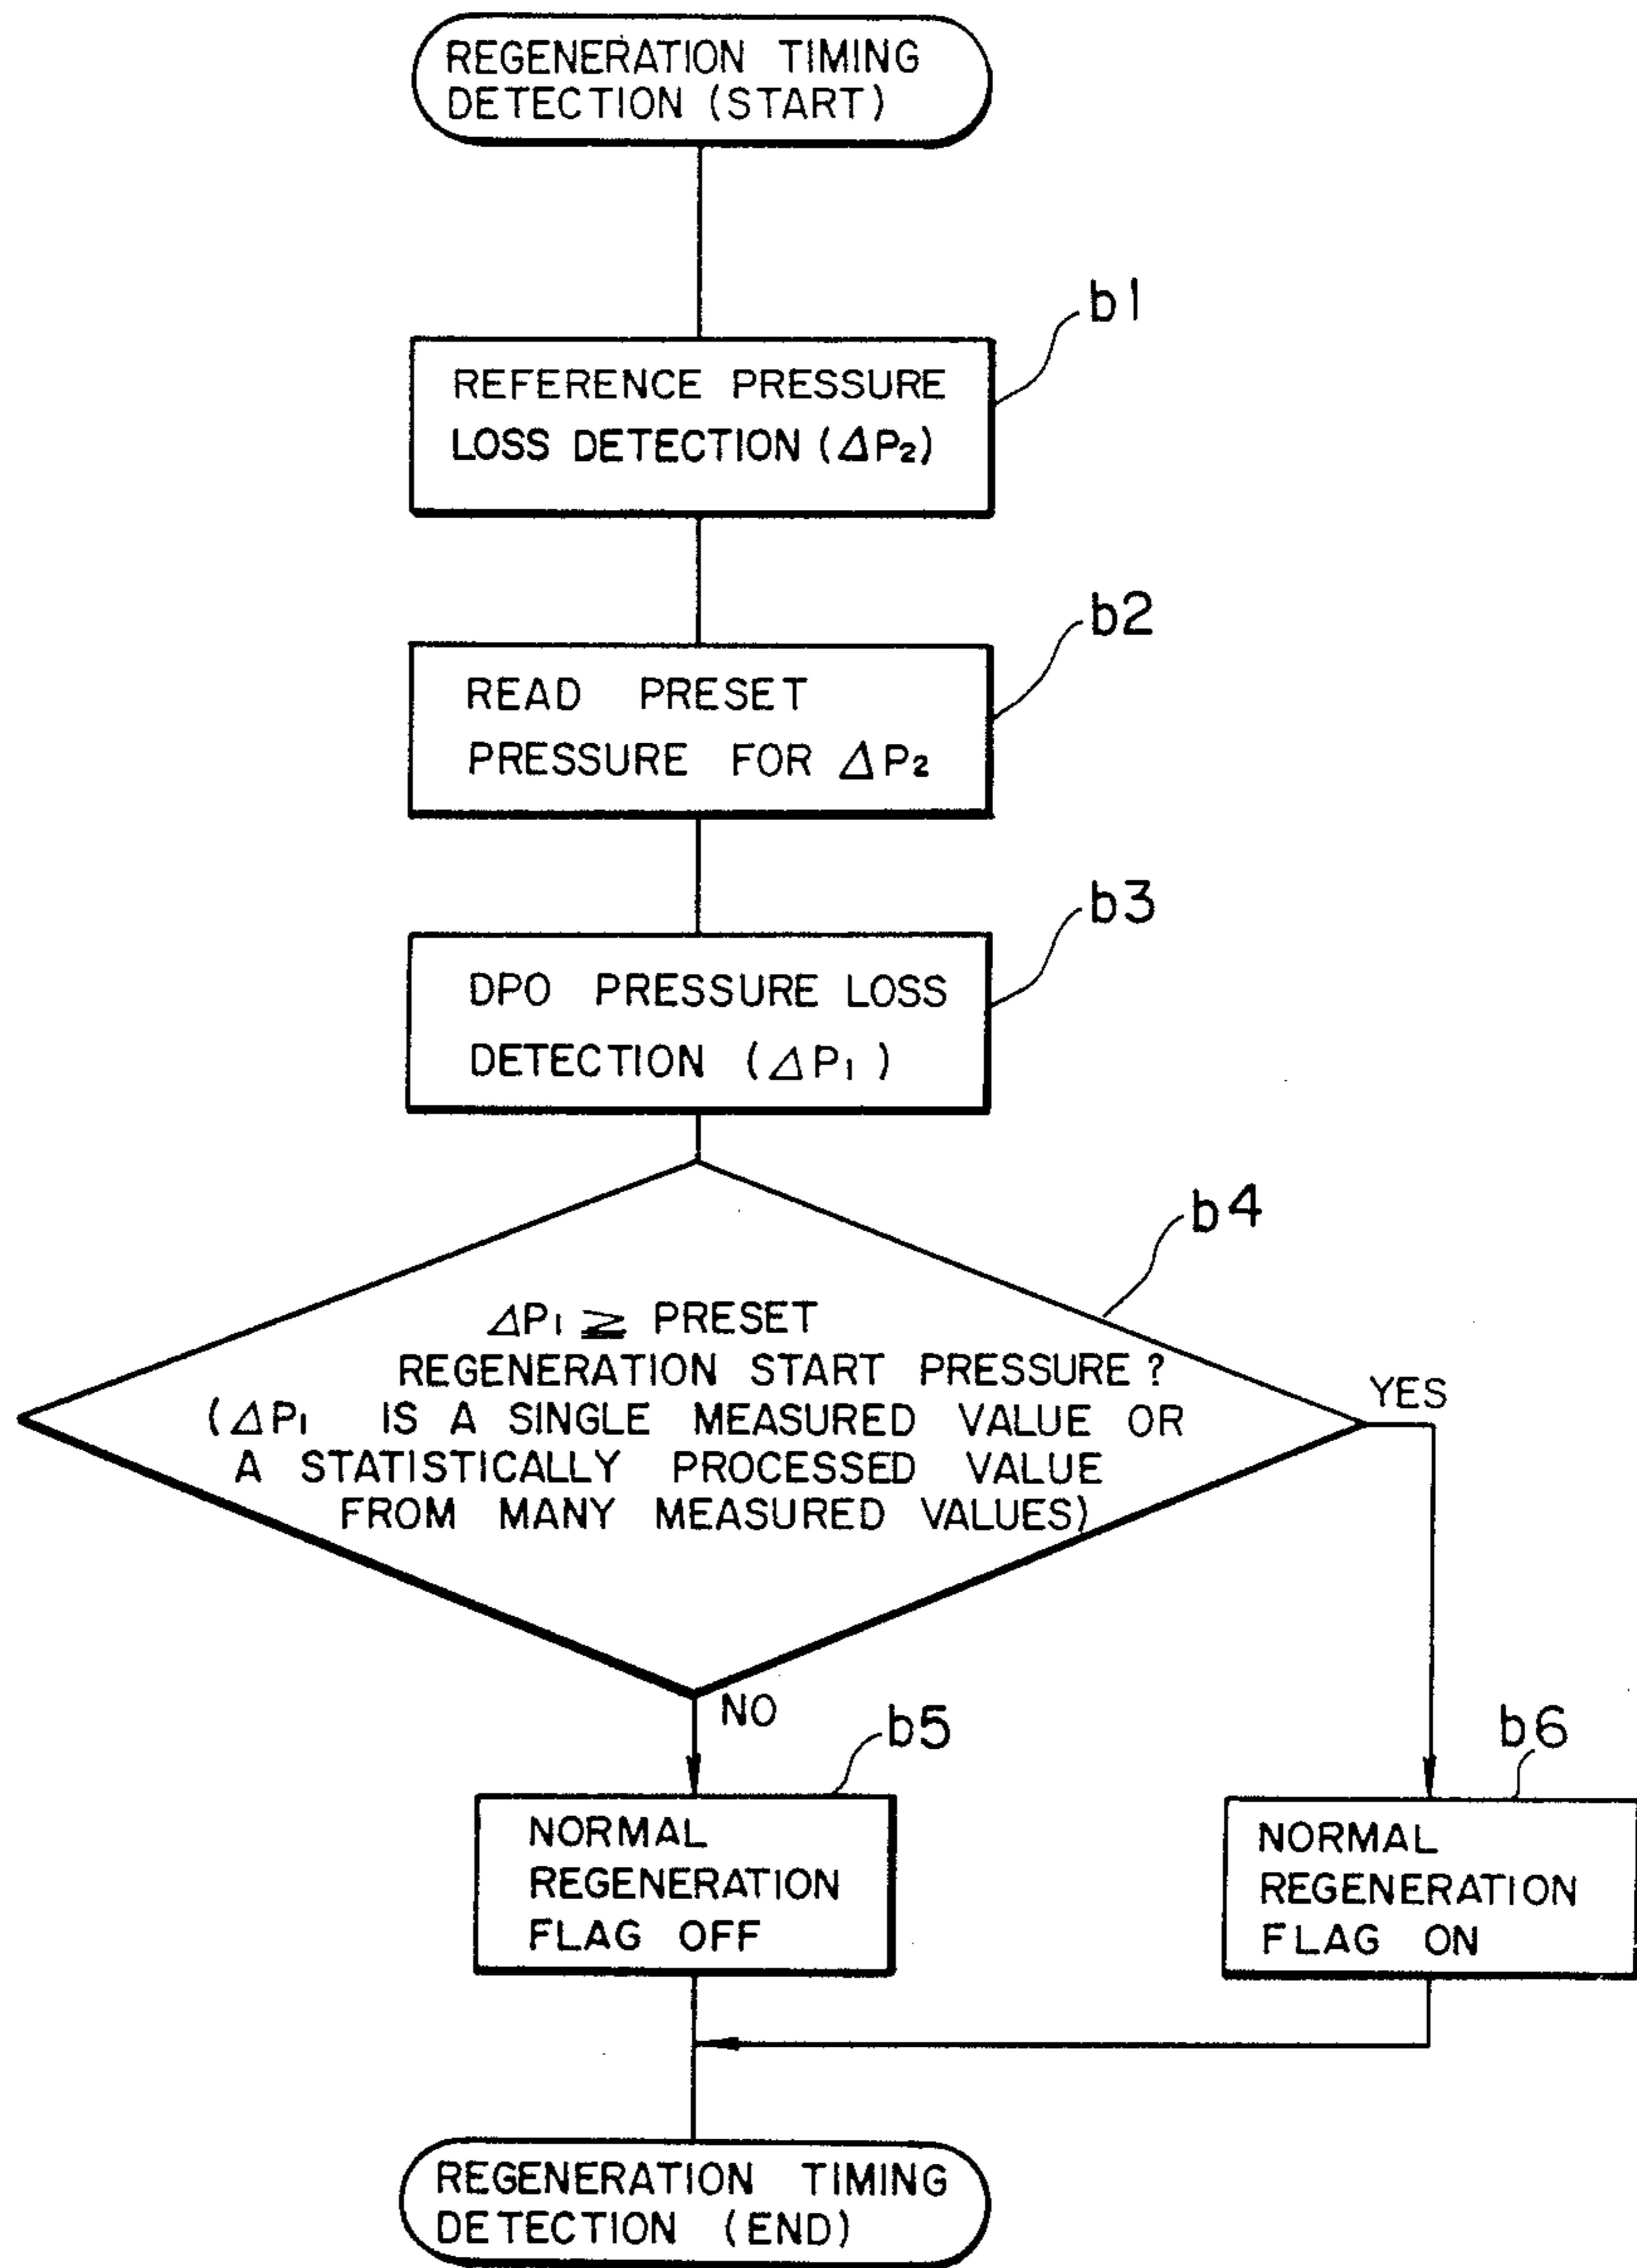 REGENERATION TIMING
DETECTION (START)
b1
REFERENCE PRESSURE
LOSS DETECTION (ΔP₂)
b2
READ PRESET
PRESSURE FOR ΔP₂
b3
DPO PRESSURE LOSS
DETECTION (ΔP₁)
b4
ΔP₁ ≧ PRESET
REGENERATION START PRESSURE?
(ΔP₁ IS A SINGLE MEASURED VALUE OR
A STATISTICALLY PROCESSED VALUE
FROM MANY MEASURED VALUES)
YES
NO
b5
b6
NORMAL
REGENERATION
FLAG OFF
NORMAL
REGENERATION
FLAG ON
REGENERATION TIMING
DETECTION (END)